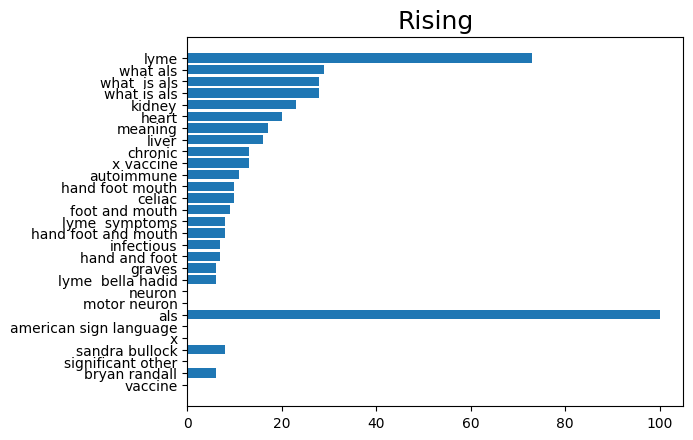 Rising
lyme
what als
what  is als
what is als
kidney
heart
meaning
liver
chronic
x vaccine
autoimmune
hand foot mouth
celiac
foot and mouth
lyme  symptoms
hand foot and mouth
infectious
hand and foot
graves
lyme  bella hadid
neuron
motor neuron
als
american sign language
x
sandra bullock
significant other
bryan randall
vaccine
0 20 40 60 80 100